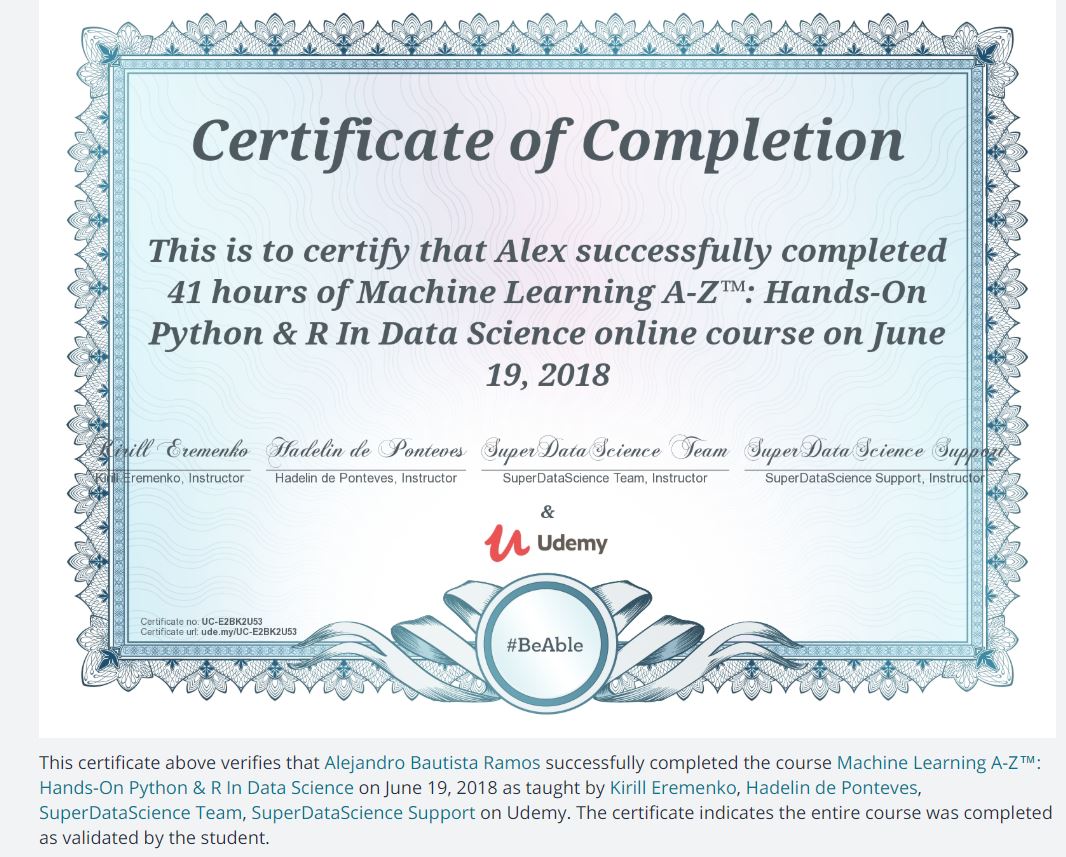 Certificate of Completion
This is to certify that Alex successfully completed
41 hours of Machine Learning A-Z™: Hands-On
Python & R In Data Science online course on June
19, 2018
Kirill Eremenko Hadelin de Ponteves SuperDataScience Team SuperDataScience Support
Kirill Eremenko, Instructor Hadelin de Ponteves, Instructor SuperDataScience Team, Instructor SuperDataScience Support, Instructor
&
Udemy
Certificate no: UC-E2BK2U53
Certificate url: ude.my/UC-E2BK2U53
#BeAble
This certificate above verifies that Alejandro Bautista Ramos successfully completed the course Machine Learning A-Z™:
Hands-On Python & R In Data Science on June 19, 2018 as taught by Kirill Eremenko, Hadelin de Ponteves,
SuperDataScience Team, SuperDataScience Support on Udemy. The certificate indicates the entire course was completed
as validated by the student.